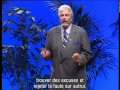 trouver des excuses et
rejeter la faute sur autrui.